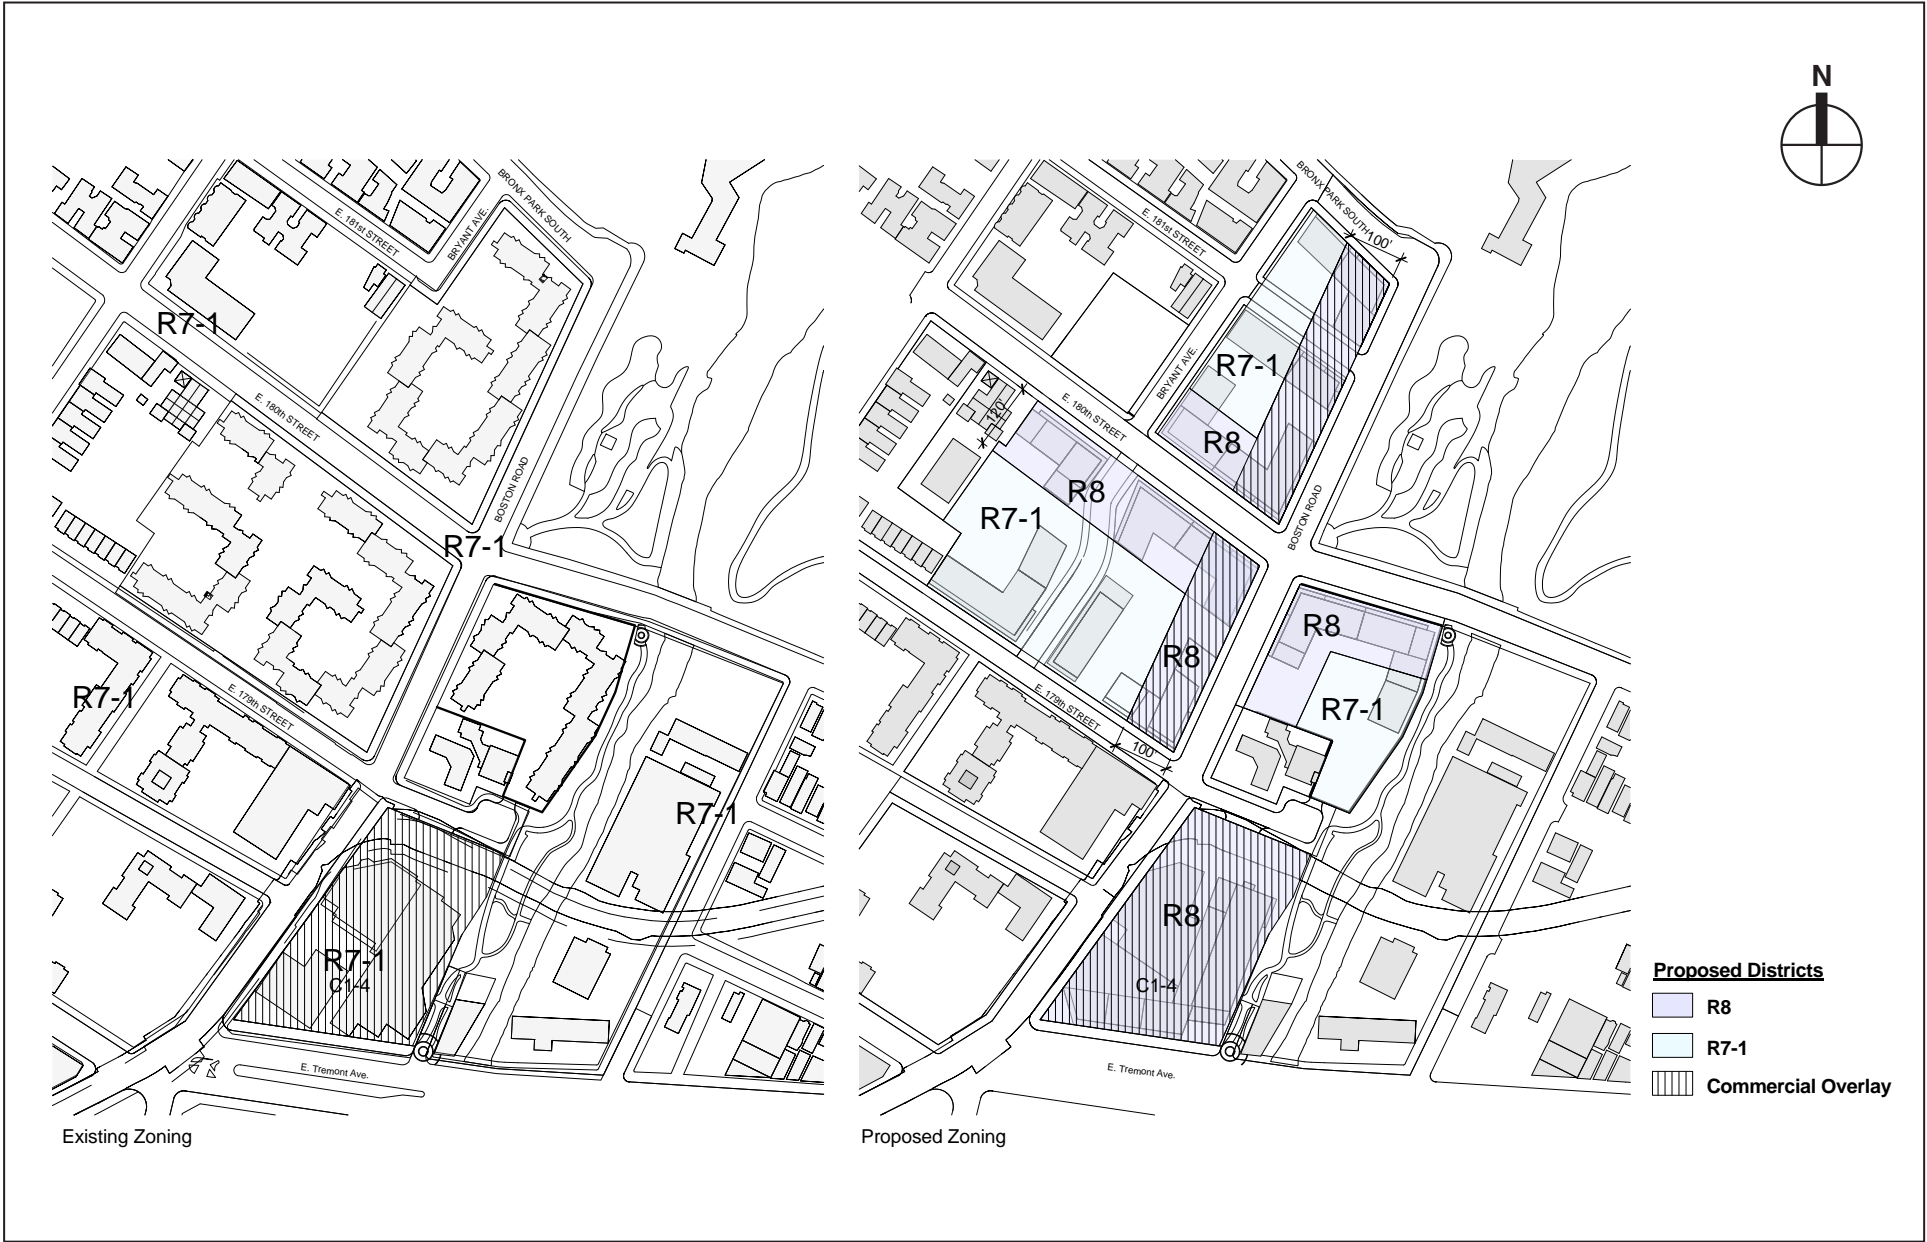 N
BRONX PARK SOUTH
E. 181st STREET
BRYANT AVE.
R7-1
E. 180th STREET
BOSTON ROAD
R7-1
R7-1
E. 179th STREET
R7-1
R7-1
C1-4
E. Tremont Ave.
Existing Zoning
BRONX PARK SOUTH
100'
E. 181st STREET
BRYANT AVE.
R7-1
R8
120'
E. 180th STREET
R8
R7-1
BOSTON ROAD
R8
R8
R7-1
E. 179th STREET
100'
R8
C1-4
E. Tremont Ave.
Proposed Zoning
Proposed Districts
R8
R7-1
Commercial Overlay